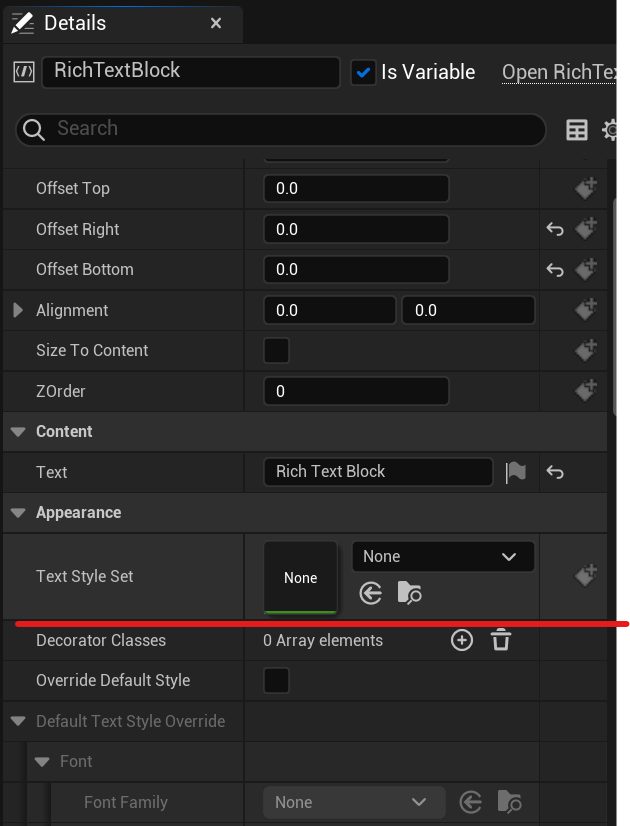 Details
RichTextBlock Is Variable Open RichTex
Search
Offset Top 0.0
Offset Right 0.0
Offset Bottom 0.0
Alignment 0.0 0.0
Size To Content
ZOrder 0
Content
Text Rich Text Block
Appearance
Text Style Set None None
Decorator Classes 0 Array elements
Override Default Style
Default Text Style Override
Font
Font Family None